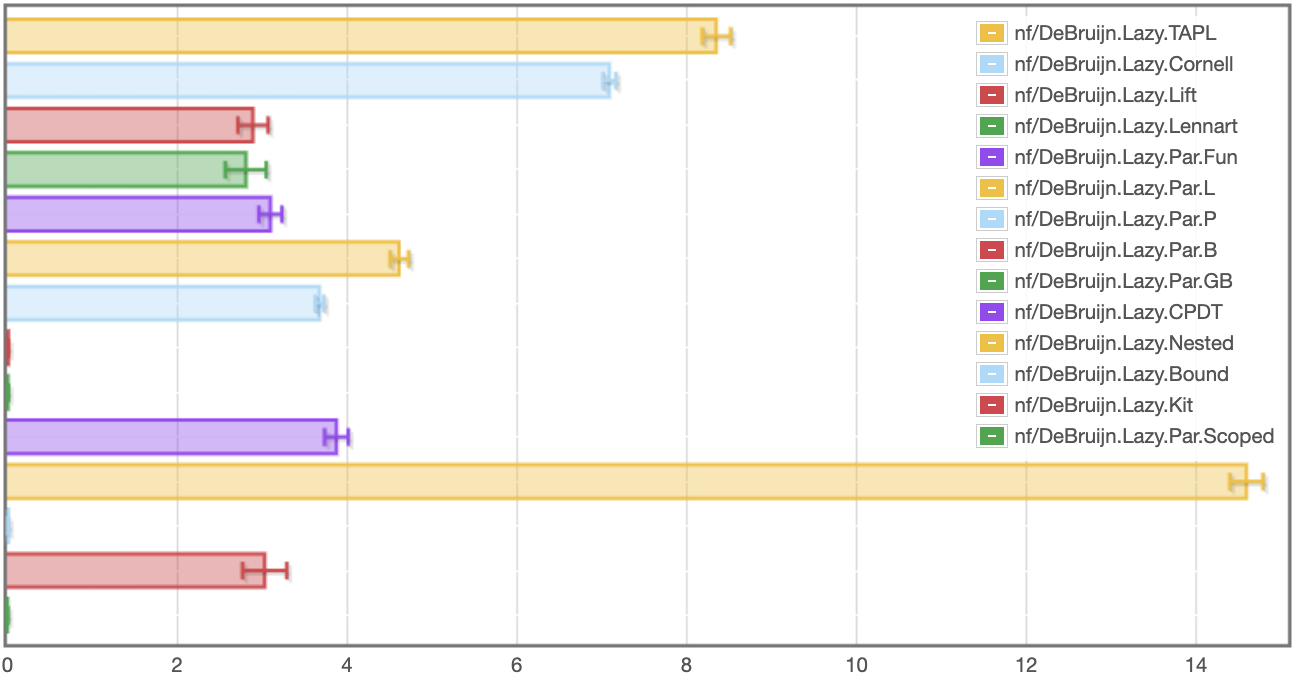 nf/DeBruijn.Lazy.TAPL
nf/DeBruijn.Lazy.Cornell
nf/DeBruijn.Lazy.Lift
nf/DeBruijn.Lazy.Lennart
nf/DeBruijn.Lazy.Par.Fun
nf/DeBruijn.Lazy.Par.L
nf/DeBruijn.Lazy.Par.P
nf/DeBruijn.Lazy.Par.B
nf/DeBruijn.Lazy.Par.GB
nf/DeBruijn.Lazy.CPDT
nf/DeBruijn.Lazy.Nested
nf/DeBruijn.Lazy.Bound
nf/DeBruijn.Lazy.Kit
nf/DeBruijn.Lazy.Par.Scoped
0 2 4 6 8 10 12 14